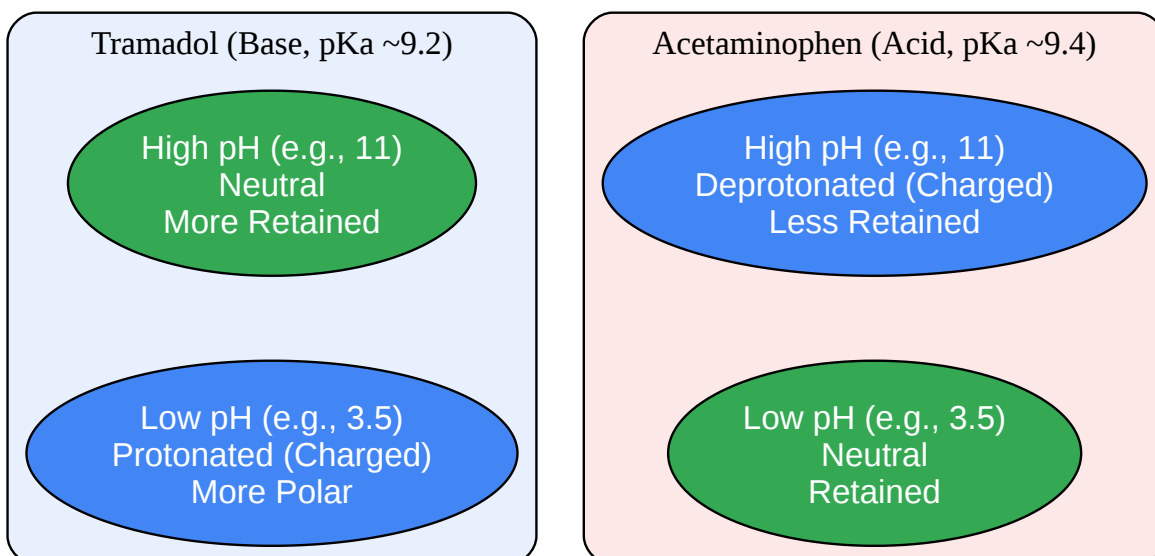 Tramadol (Base, pKa ~9.2)
High pH (e.g., 11)
Neutral
More Retained
Low pH (e.g., 3.5)
Protonated (Charged)
More Polar
Acetaminophen (Acid, pKa ~9.4)
High pH (e.g., 11)
Deprotonated (Charged)
Less Retained
Low pH (e.g., 3.5)
Neutral
Retained